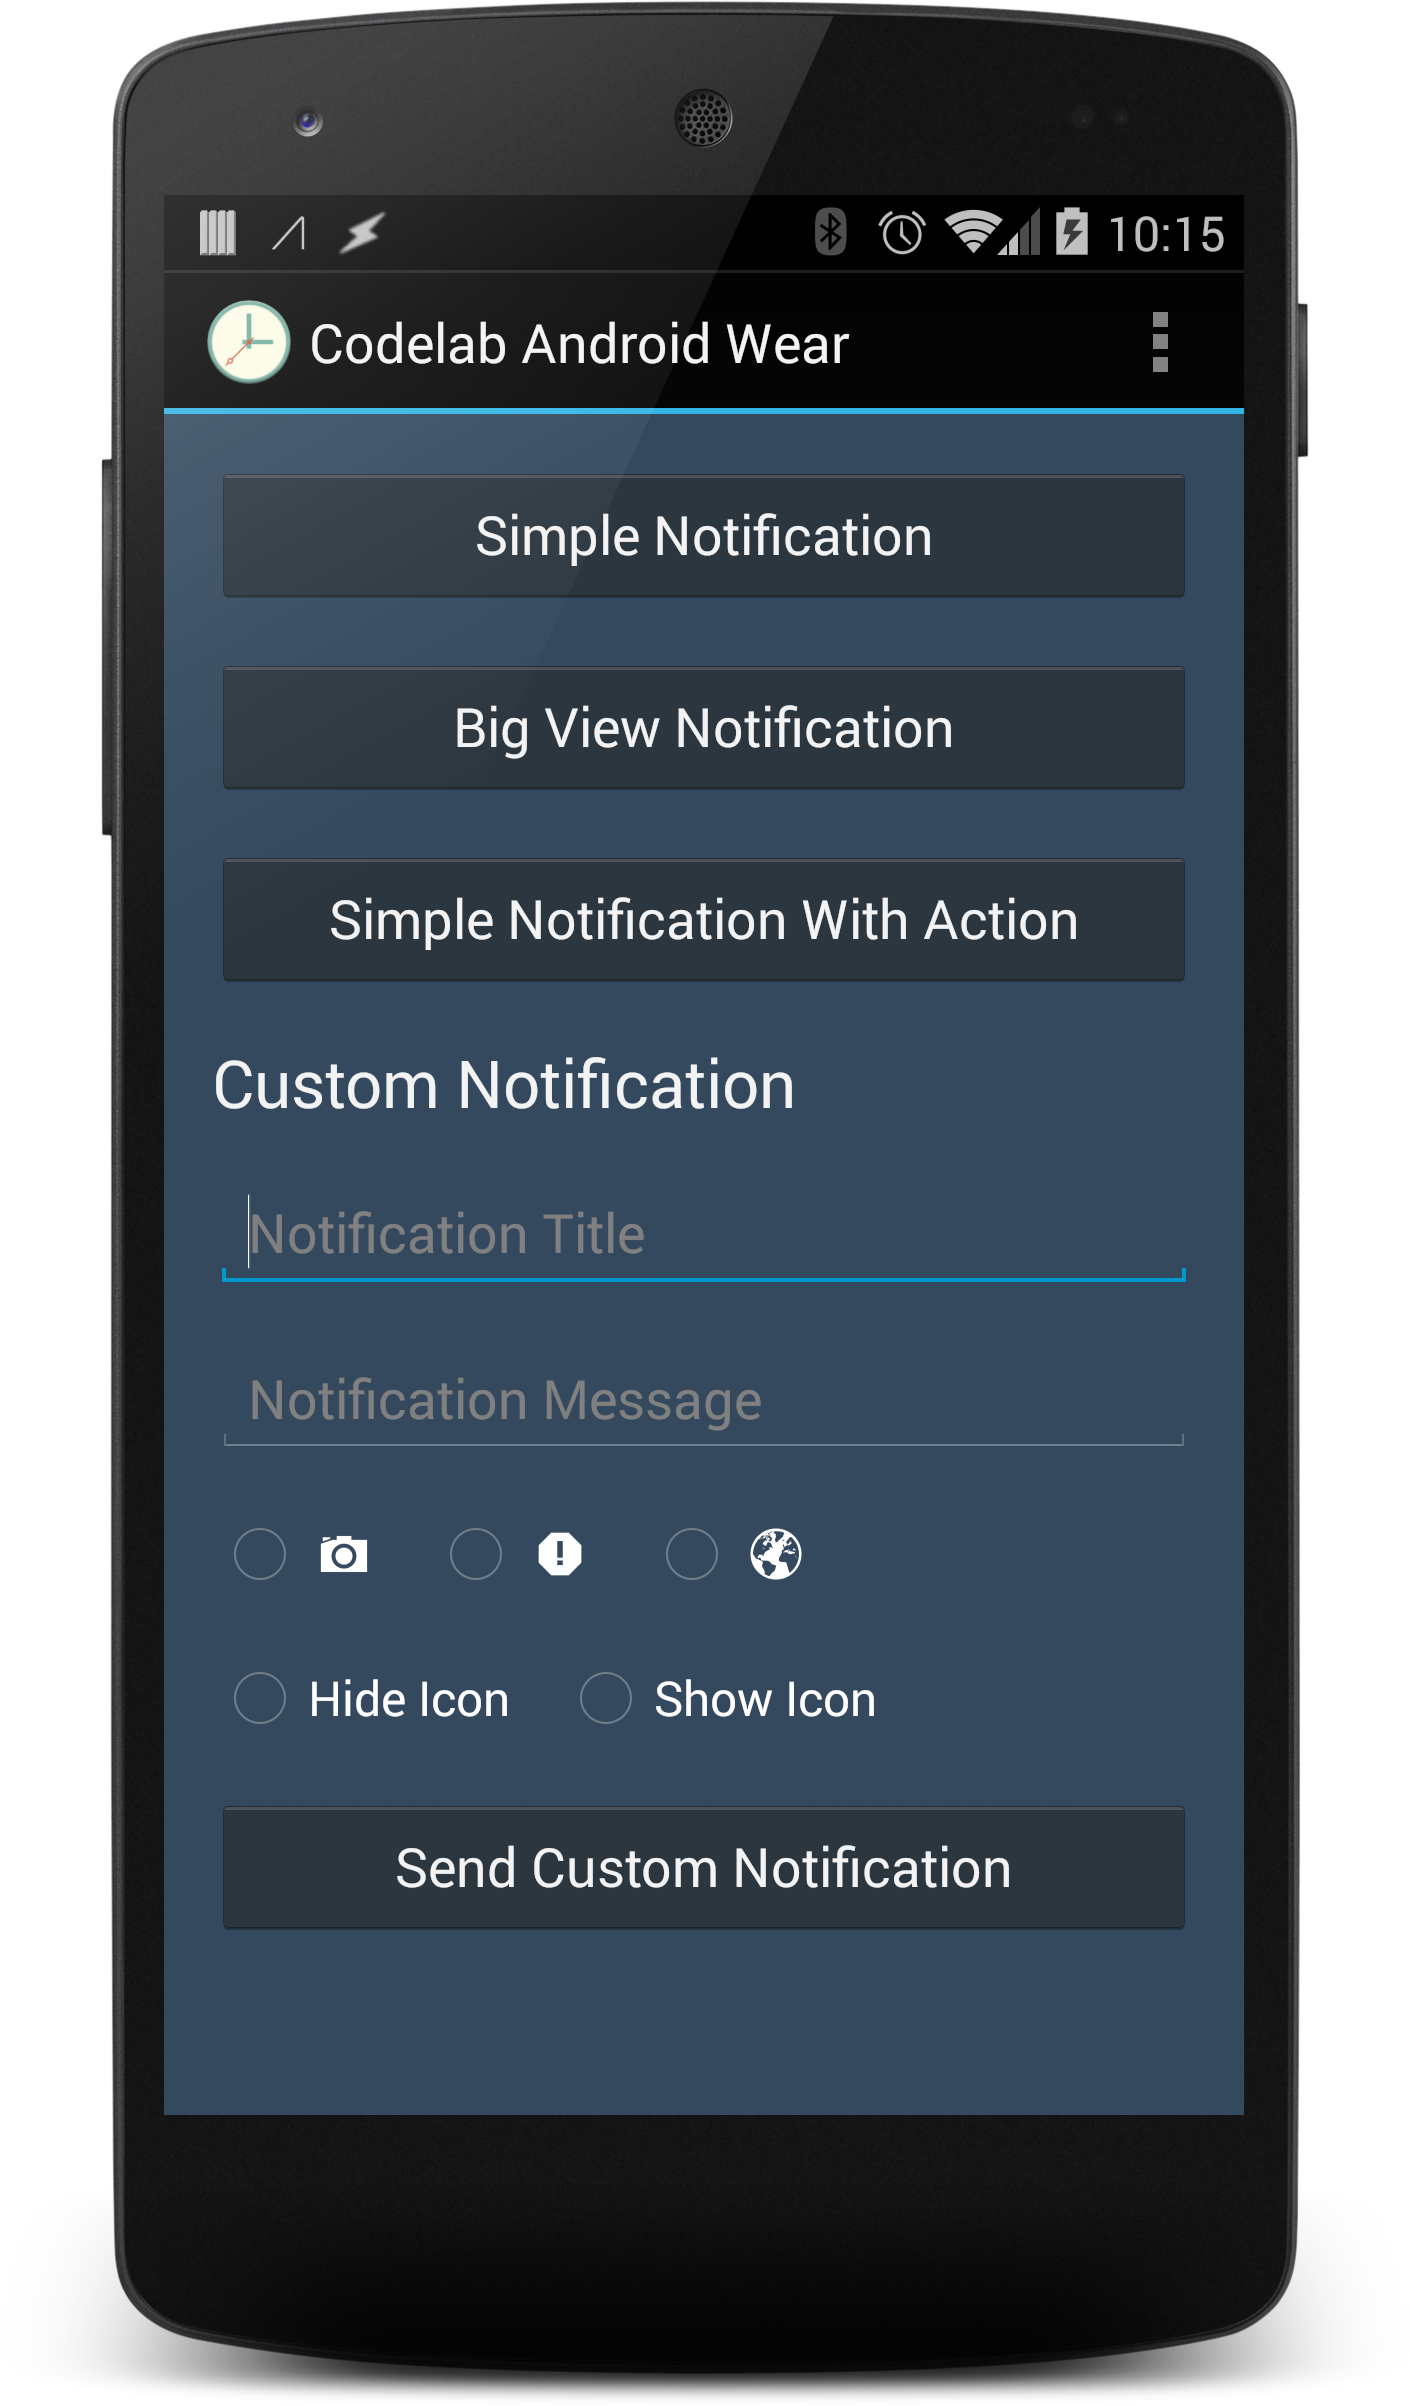 10:15
Codelab Android Wear
Simple Notification
Big View Notification
Simple Notification With Action
Custom Notification
Notification Title
Notification Message
Hide Icon Show Icon
Send Custom Notification